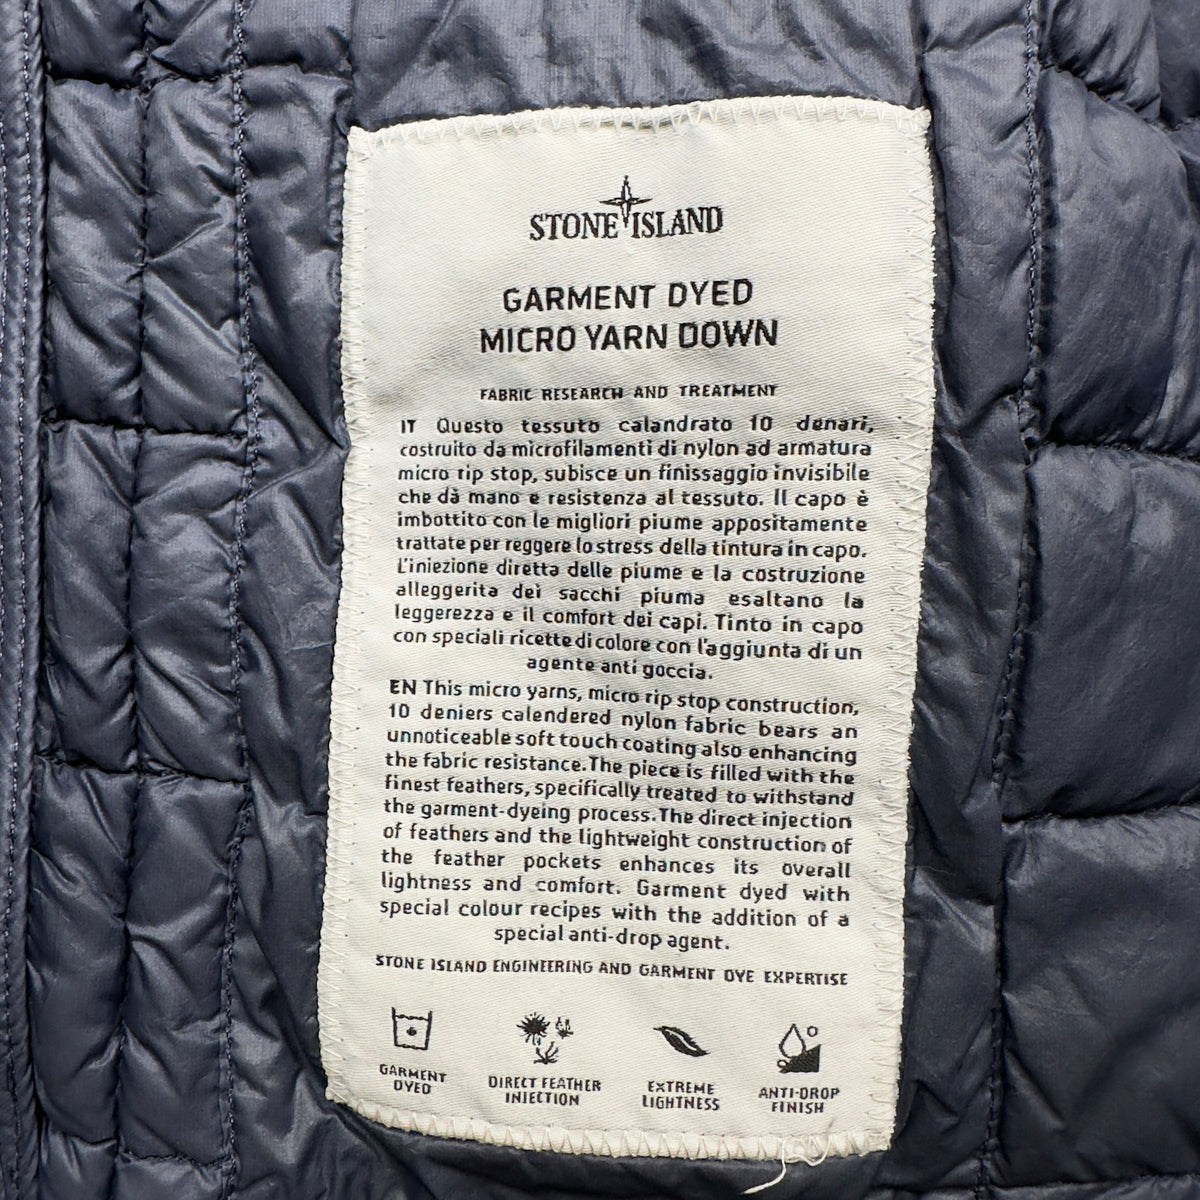 STONE ISLAND
GARMENT DYED
MICRO YARN DOWN
FABRIC RESEARCH AND TREATMENT
IT Questo tessuto calandrato 10 denari,
costruito da microfilamenti di nylon ad armatura
micro rip stop, subisce un finissaggio invisibile
che dà mano e resistenza al tessuto. Il capo è
imbottito con le migliori piume appositamente
trattate per reggere lo stress della tintura in capo.
L'iniezione diretta delle piume e la costruzione
alleggerita dei sacchi piuma esaltano la
leggerezza e il comfort dei capi. Tinto in capo
con speciali ricette di colore con l'aggiunta di un
agente anti goccia.
EN This micro yarns, micro rip stop construction,
10 deniers calendered nylon fabric bears an
unnoticeable soft touch coating also enhancing
the fabric resistance. The piece is filled with the
finest feathers, specifically treated to withstand
the garment-dyeing process. The direct injection
of feathers and the lightweight construction of
the feather pockets enhances its overall
lightness and comfort. Garment dyed with
special colour recipes with the addition of a
special anti-drop agent.
STONE ISLAND ENGINEERING AND GARMENT DYE EXPERTISE
GARMENT DYED
DIRECT FEATHER INJECTION
EXTREME LIGHTNESS
ANTI-DROP FINISH